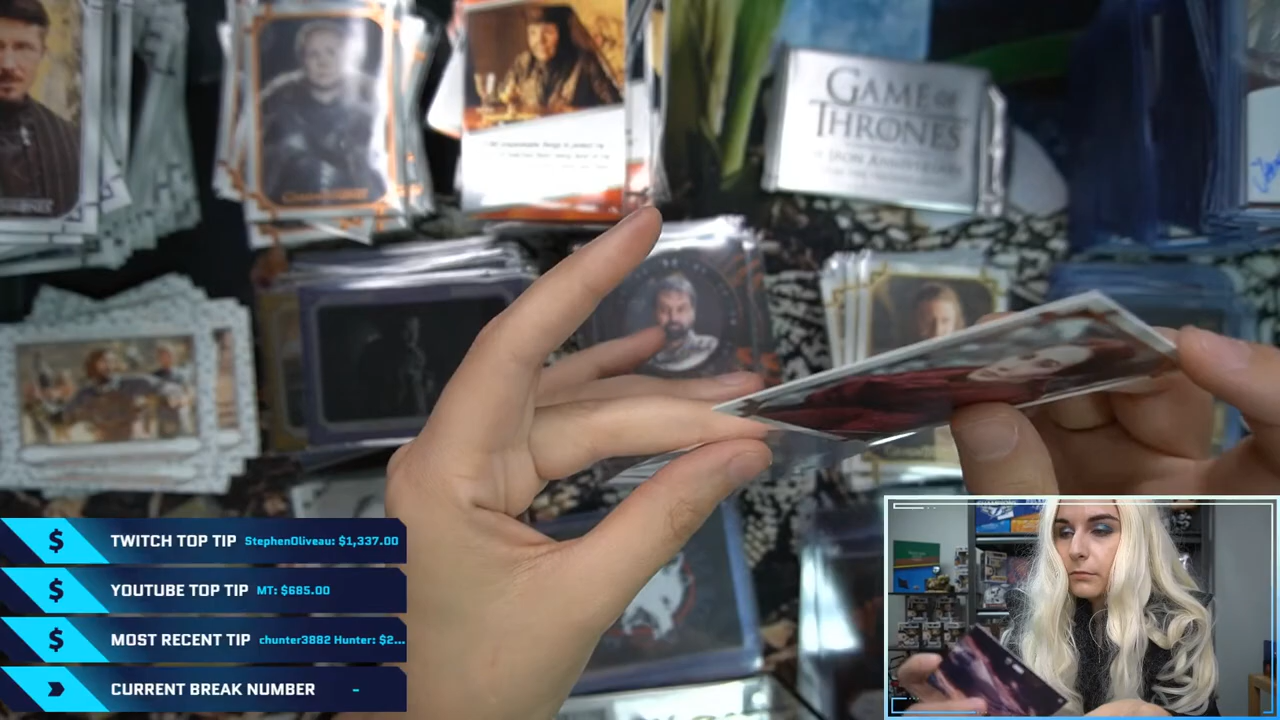 GAME OF
THRONES
TWITCH TOP TIP StephenOliveau: $1,337.00
YOUTUBE TOP TIP MT: $685.00
MOST RECENT TIP chunter3882 Hunter: $2...
CURRENT BREAK NUMBER -